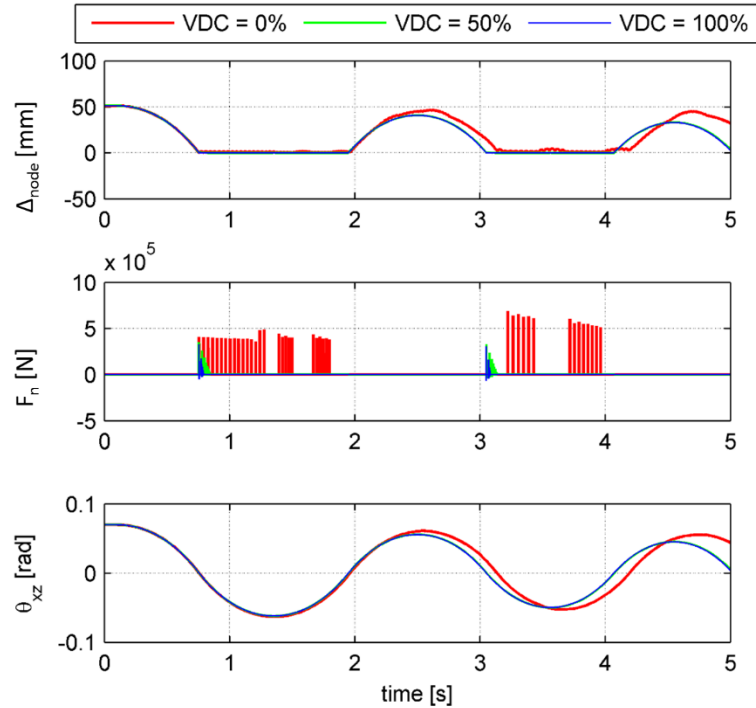 VDC = 0% VDC = 50% VDC = 100%
100
50
0
-50
Δnode [mm]
0 1 2 3 4 5
x 10^5
10
5
0
-5
Fn [N]
0 1 2 3 4 5
0.1
0
-0.1
θxz [rad]
0 1 2 3 4 5
time [s]